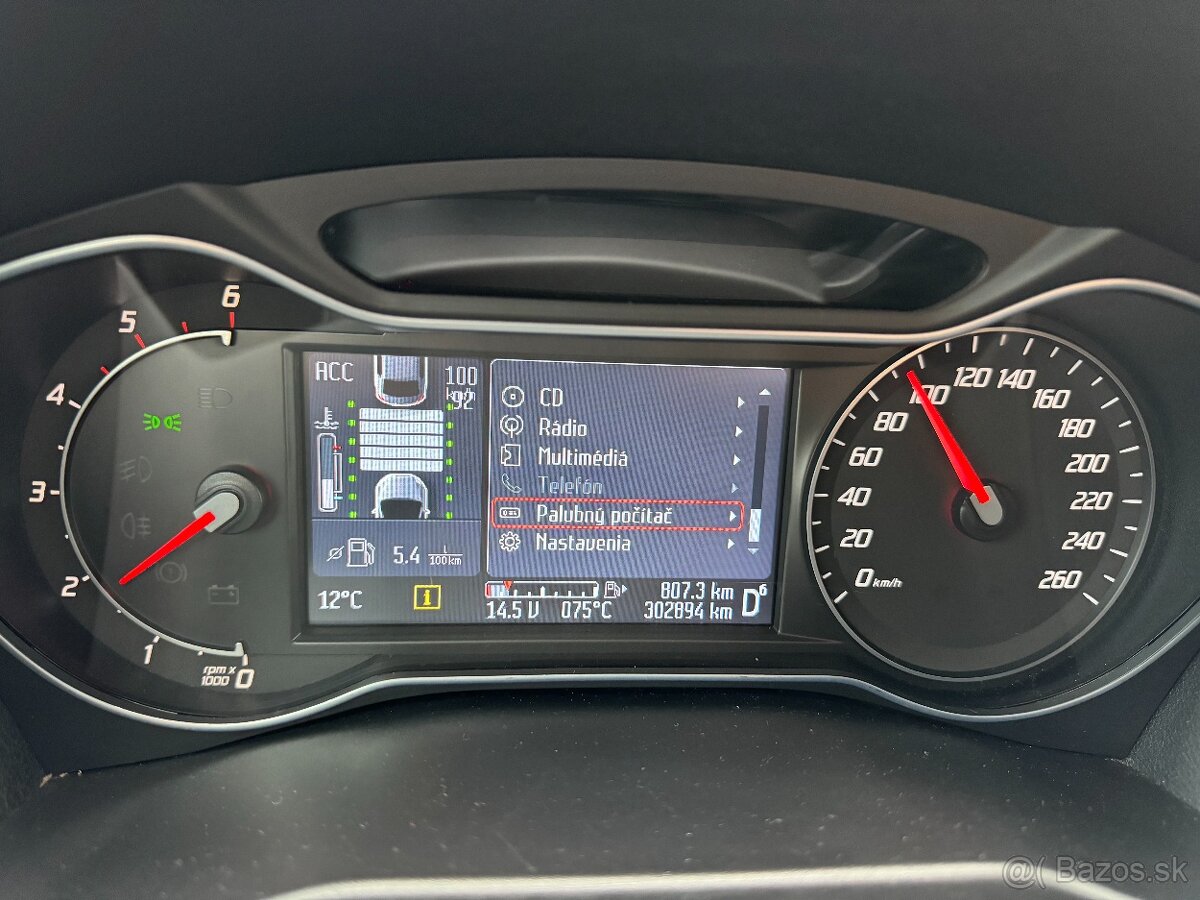 6
5
4
3
2
1
0
rpm x
1000
ACC
100
km/h
92
5.4 l/100km
12°C
i
CD
Rádio
Multimédiá
Telefón
Palubný počítač
Nastavenia
14.5 V 075°C
807.3 km
302894 km
D6
0 km/h
20
40
60
80
100
120
140
160
180
200
220
240
260
@( Bazos.sk